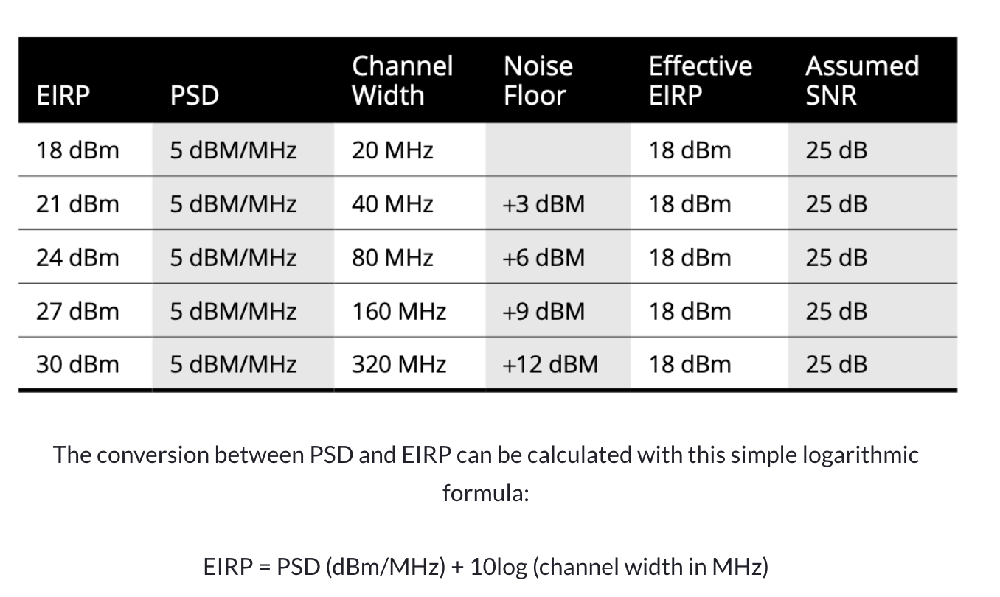 EIRP PSD Channel Width Noise Floor Effective EIRP Assumed SNR
18 dBm 5 dBM/MHz 20 MHz 18 dBm 25 dB
21 dBm 5 dBM/MHz 40 MHz +3 dBM 18 dBm 25 dB
24 dBm 5 dBM/MHz 80 MHz +6 dBM 18 dBm 25 dB
27 dBm 5 dBM/MHz 160 MHz +9 dBM 18 dBm 25 dB
30 dBm 5 dBM/MHz 320 MHz +12 dBM 18 dBm 25 dB
The conversion between PSD and EIRP can be calculated with this simple logarithmic
formula:
EIRP = PSD (dBm/MHz) + 10log (channel width in MHz)